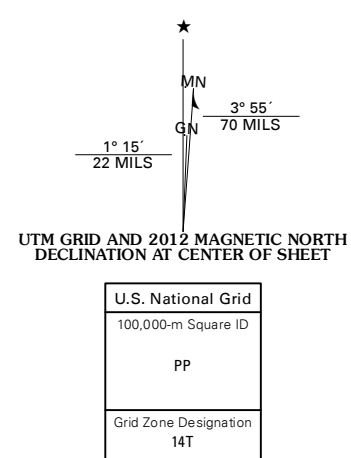 ★
MN
3° 55´
70 MILS
GN
1° 15´
22 MILS
UTM GRID AND 2012 MAGNETIC NORTH
DECLINATION AT CENTER OF SHEET
U.S. National Grid
100,000-m Square ID
PP
Grid Zone Designation
14T